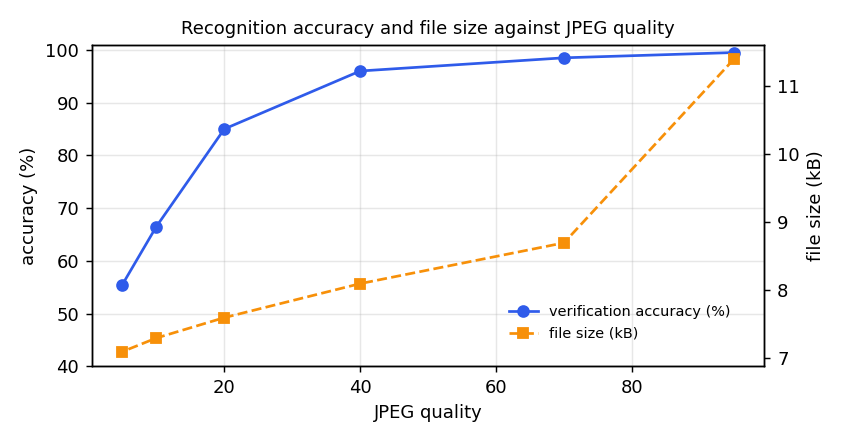 Recognition accuracy and file size against JPEG quality
accuracy (%)
100
90
80
70
60
50
40
11
10
9
8
7
file size (kB)
verification accuracy (%)
file size (kB)
20 40 60 80
JPEG quality